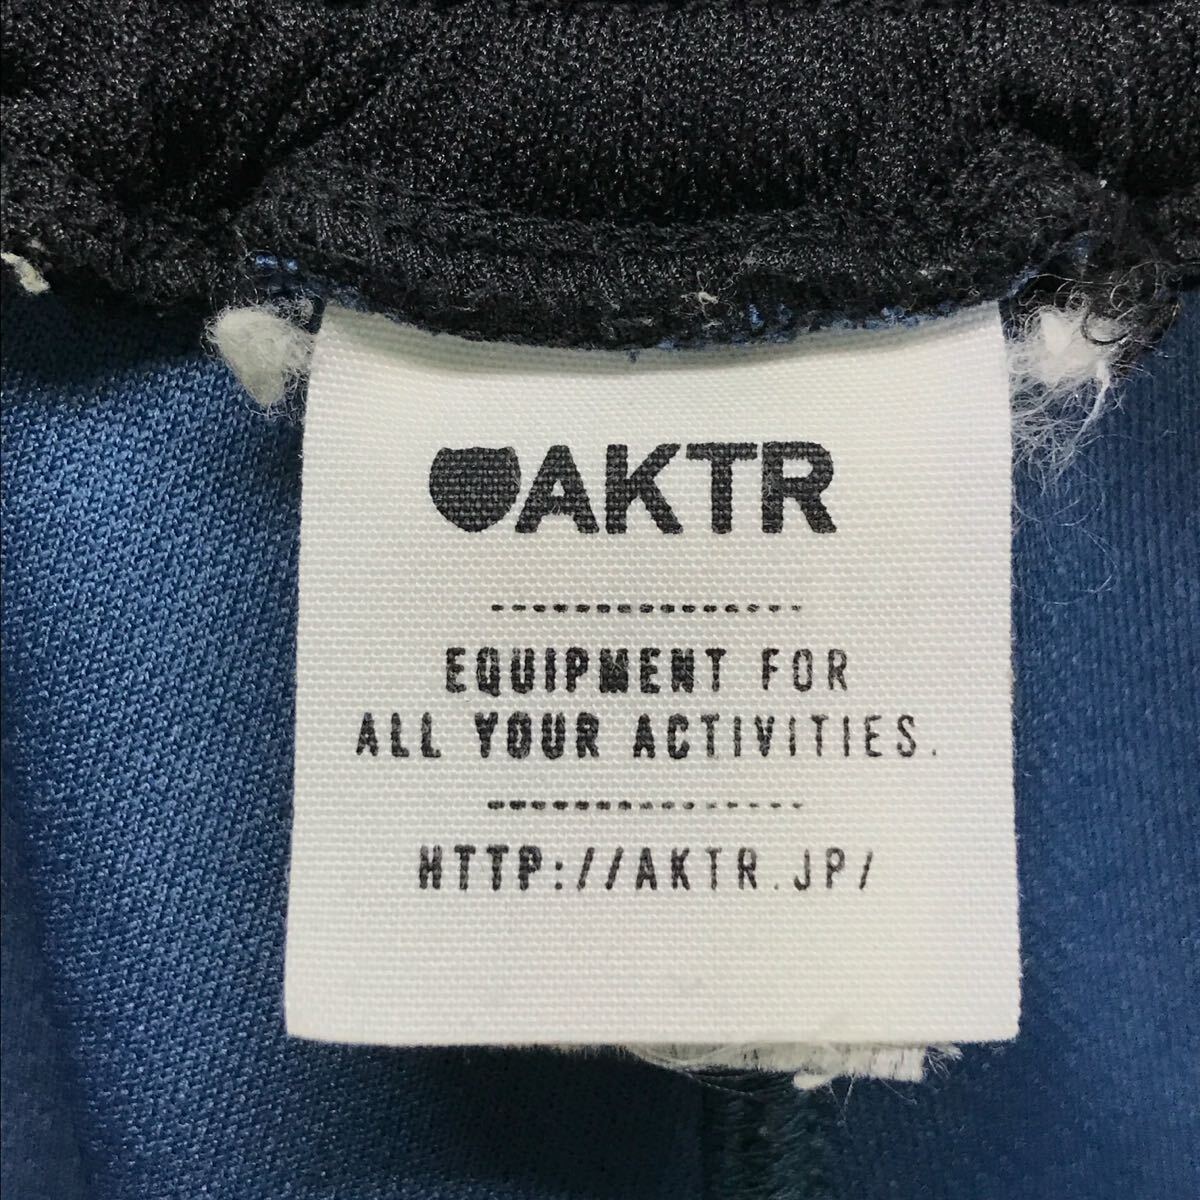 AKTR
EQUIPMENT FOR
ALL YOUR ACTIVITIES.
HTTP://AKTR.JP/